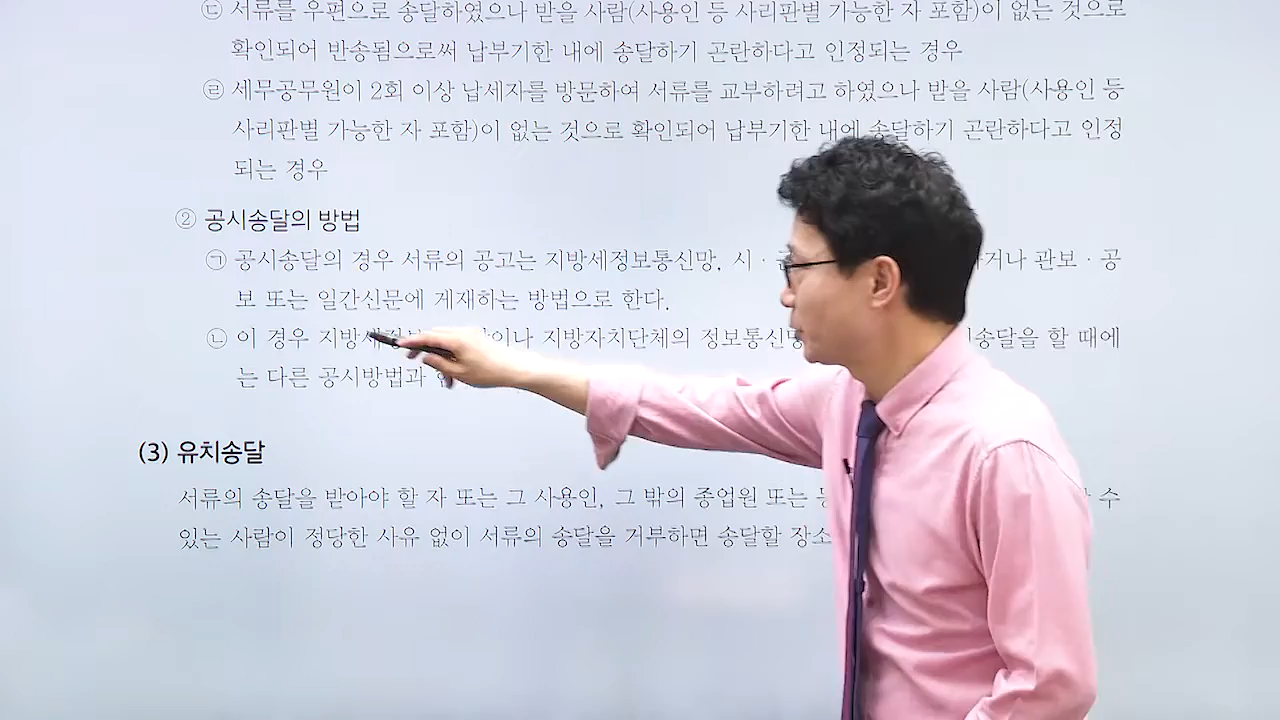 ㉢ 서류를 우편으로 송달하였으나 받을 사람(사용인 등 사리판별 가능한 자 포함)이 없는 것으로
확인되어 반송됨으로써 납부기한 내에 송달하기 곤란하다고 인정되는 경우
㉣ 세무공무원이 2회 이상 납세자를 방문하여 서류를 교부하려고 하였으나 받을 사람(사용인 등
사리판별 가능한 자 포함)이 없는 것으로 확인되어 납부기한 내에 송달하기 곤란하다고 인정
되는 경우
② 공시송달의 방법
㉠ 공시송달의 경우 서류의 공고는 지방세정보통신망, 시 · 거나 관보 · 공
보 또는 일간신문에 게재하는 방법으로 한다.
㉡ 이 경우 이나 지방자치단체의 송달을 할 때에
는 다른 공시방법과
(3) 유치송달
서류의 송달을 받아야 할 자 또는 그 사용인, 그 밖의 종업원 또는 수
있는 사람이 정당한 사유 없이 서류의 송달을 거부하면 송달할